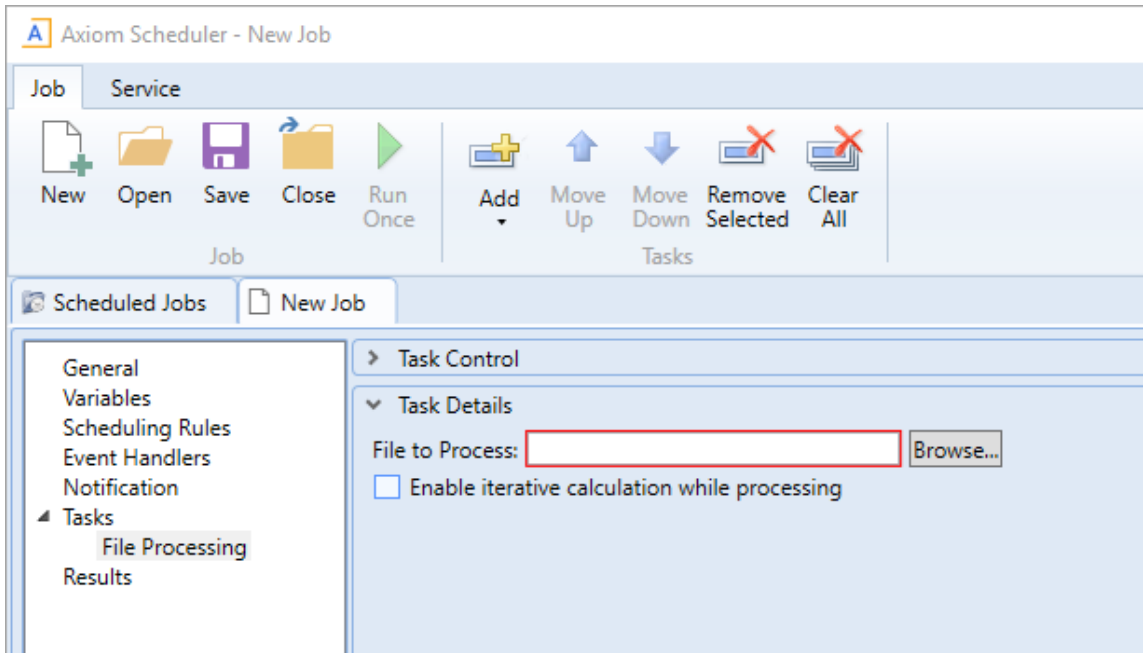 A Axiom Scheduler - New Job
Job Service
New Open Save Close Run Once Add Move Up Move Down Remove Selected Clear All
Job Tasks
Scheduled Jobs New Job
General
Variables
Scheduling Rules
Event Handlers
Notification
Tasks
File Processing
Results
Task Control
Task Details
File to Process: Browse...
Enable iterative calculation while processing